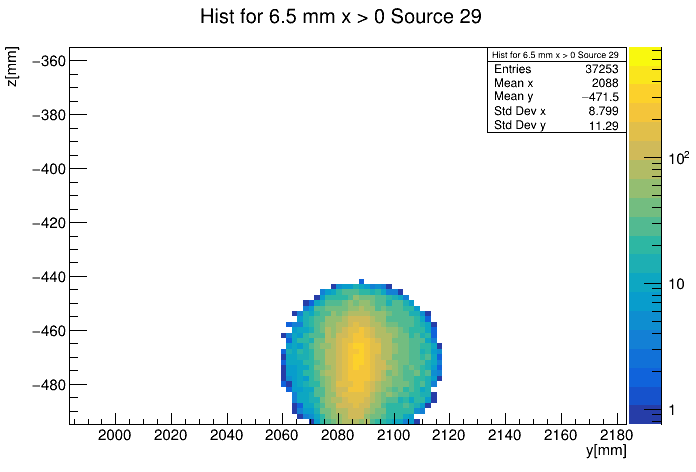 Hist for 6.5 mm x > 0 Source 29
z[mm]
Hist for 6.5 mm x > 0 Source 29
Entries 37253
Mean x 2088
Mean y −471.5
Std Dev x 8.799
Std Dev y 11.29
−360
−380
−400
−420
−440
−460
−480
10²
10
1
2000 2020 2040 2060 2080 2100 2120 2140 2160 2180
y[mm]